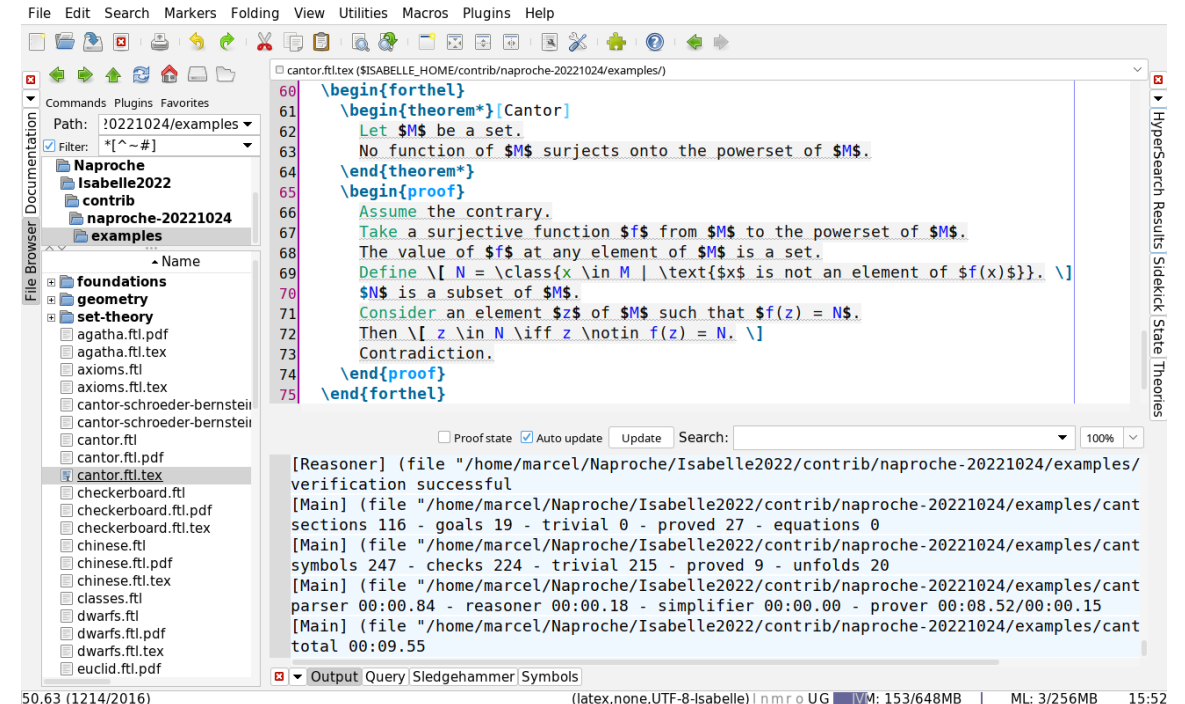 File Edit Search Markers Folding View Utilities Macros Plugins Help
cantor.ftl.tex ($ISABELLE_HOME/contrib/naproche-20221024/examples/)
Commands Plugins Favorites
Path: !0221024/examples
Filter: *[^~#]
Naproche
Isabelle2022
contrib
naproche-20221024
examples
Name
foundations
geometry
set-theory
agatha.ftl.pdf
agatha.ftl.tex
axioms.ftl
axioms.ftl.tex
cantor-schroeder-bernstein
cantor-schroeder-bernstein
cantor.ftl
cantor.ftl.pdf
cantor.ftl.tex
checkerboard.ftl
checkerboard.ftl.pdf
checkerboard.ftl.tex
chinese.ftl
chinese.ftl.pdf
chinese.ftl.tex
classes.ftl
dwarfs.ftl
dwarfs.ftl.pdf
dwarfs.ftl.tex
euclid.ftl.pdf
Documentation
File Browser
60 \begin{forthel}
61 \begin{theorem*}[Cantor]
62 Let $M$ be a set.
63 No function of $M$ surjects onto the powerset of $M$.
64 \end{theorem*}
65 \begin{proof}
66 Assume the contrary.
67 Take a surjective function $f$ from $M$ to the powerset of $M$.
68 The value of $f$ at any element of $M$ is a set.
69 Define \[ N = \class{x \in M | \text{$x$ is not an element of $f(x)$}}. \]
70 $N$ is a subset of $M$.
71 Consider an element $z$ of $M$ such that $f(z) = N$.
72 Then \[ z \in N \iff z \notin f(z) = N. \]
73 Contradiction.
74 \end{proof}
75 \end{forthel}
HyperSearch Results
Sidekick
State
Theories
Proof state Auto update Update Search: 100%
[Reasoner] (file "/home/marcel/Naproche/Isabelle2022/contrib/naproche-20221024/examples/
verification successful
[Main] (file "/home/marcel/Naproche/Isabelle2022/contrib/naproche-20221024/examples/cant
sections 116 - goals 19 - trivial 0 - proved 27 - equations 0
[Main] (file "/home/marcel/Naproche/Isabelle2022/contrib/naproche-20221024/examples/cant
symbols 247 - checks 224 - trivial 215 - proved 9 - unfolds 20
[Main] (file "/home/marcel/Naproche/Isabelle2022/contrib/naproche-20221024/examples/cant
parser 00:00.84 - reasoner 00:00.18 - simplifier 00:00.00 - prover 00:08.52/00:00.15
[Main] (file "/home/marcel/Naproche/Isabelle2022/contrib/naproche-20221024/examples/cant
total 00:09.55
Output Query Sledgehammer Symbols
50,63 (1214/2016) (latex,none,UTF-8-Isabelle) | n m r o U G VM: 153/648MB | ML: 3/256MB 15:52